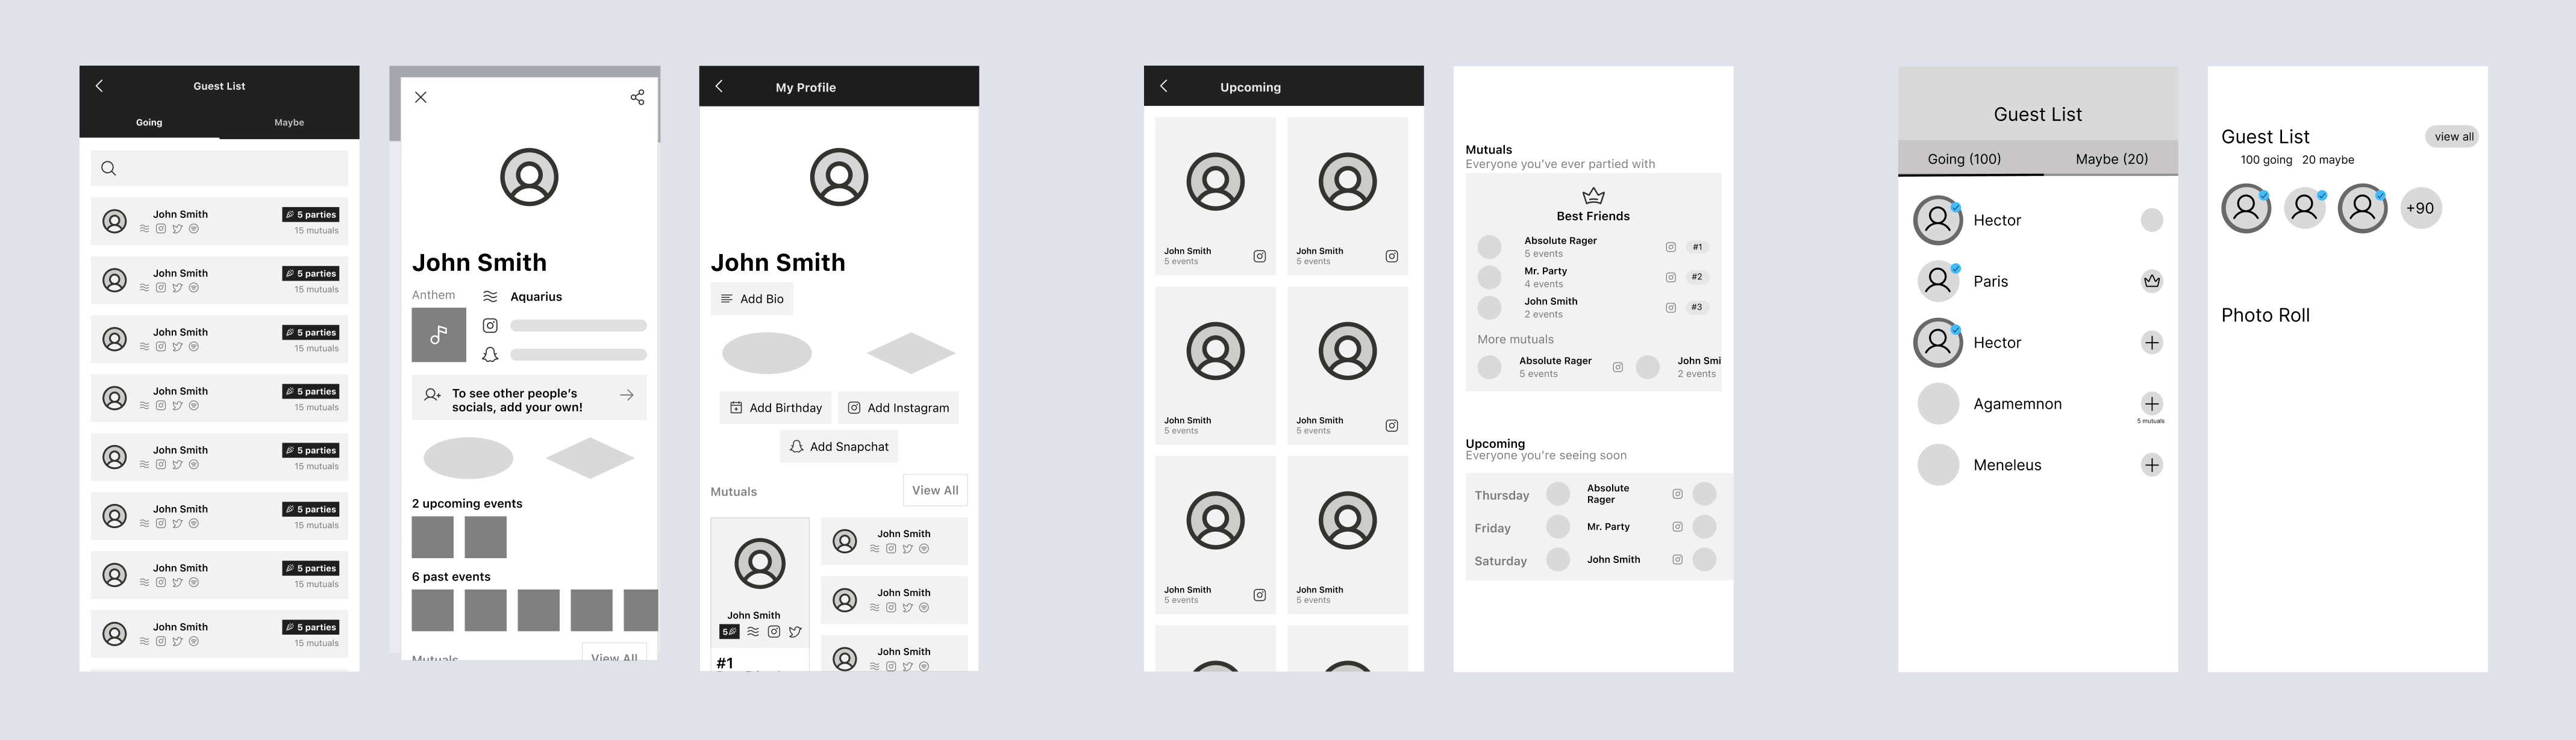 Guest List
Going Maybe
John Smith 5 parties
15 mutuals
John Smith 5 parties
15 mutuals
John Smith 5 parties
15 mutuals
John Smith 5 parties
15 mutuals
John Smith 5 parties
15 mutuals
John Smith 5 parties
15 mutuals
John Smith 5 parties
15 mutuals
John Smith 5 parties
15 mutuals
John Smith
Anthem Aquarius
To see other people's
socials, add your own!
2 upcoming events
6 past events
Mutuals View All
My Profile
John Smith
Add Bio
Add Birthday Add Instagram
Add Snapchat
Mutuals View All
John Smith
5
#1
John Smith
John Smith
John Smith
Upcoming
John Smith
5 events
John Smith
5 events
John Smith
5 events
John Smith
5 events
John Smith
5 events
John Smith
5 events
Mutuals
Everyone you've ever partied with
Best Friends
Absolute Rager
5 events
#1
Mr. Party
4 events
#2
John Smith
2 events
#3
More mutuals
Absolute Rager
5 events
John Smi
2 events
Upcoming
Everyone you're seeing soon
Thursday Absolute
Rager
Friday Mr. Party
Saturday John Smith
Guest List
Going (100) Maybe (20)
Hector
Paris
Hector
Agamemnon
5 mutuals
Meneleus
Guest List view all
100 going 20 maybe
+90
Photo Roll